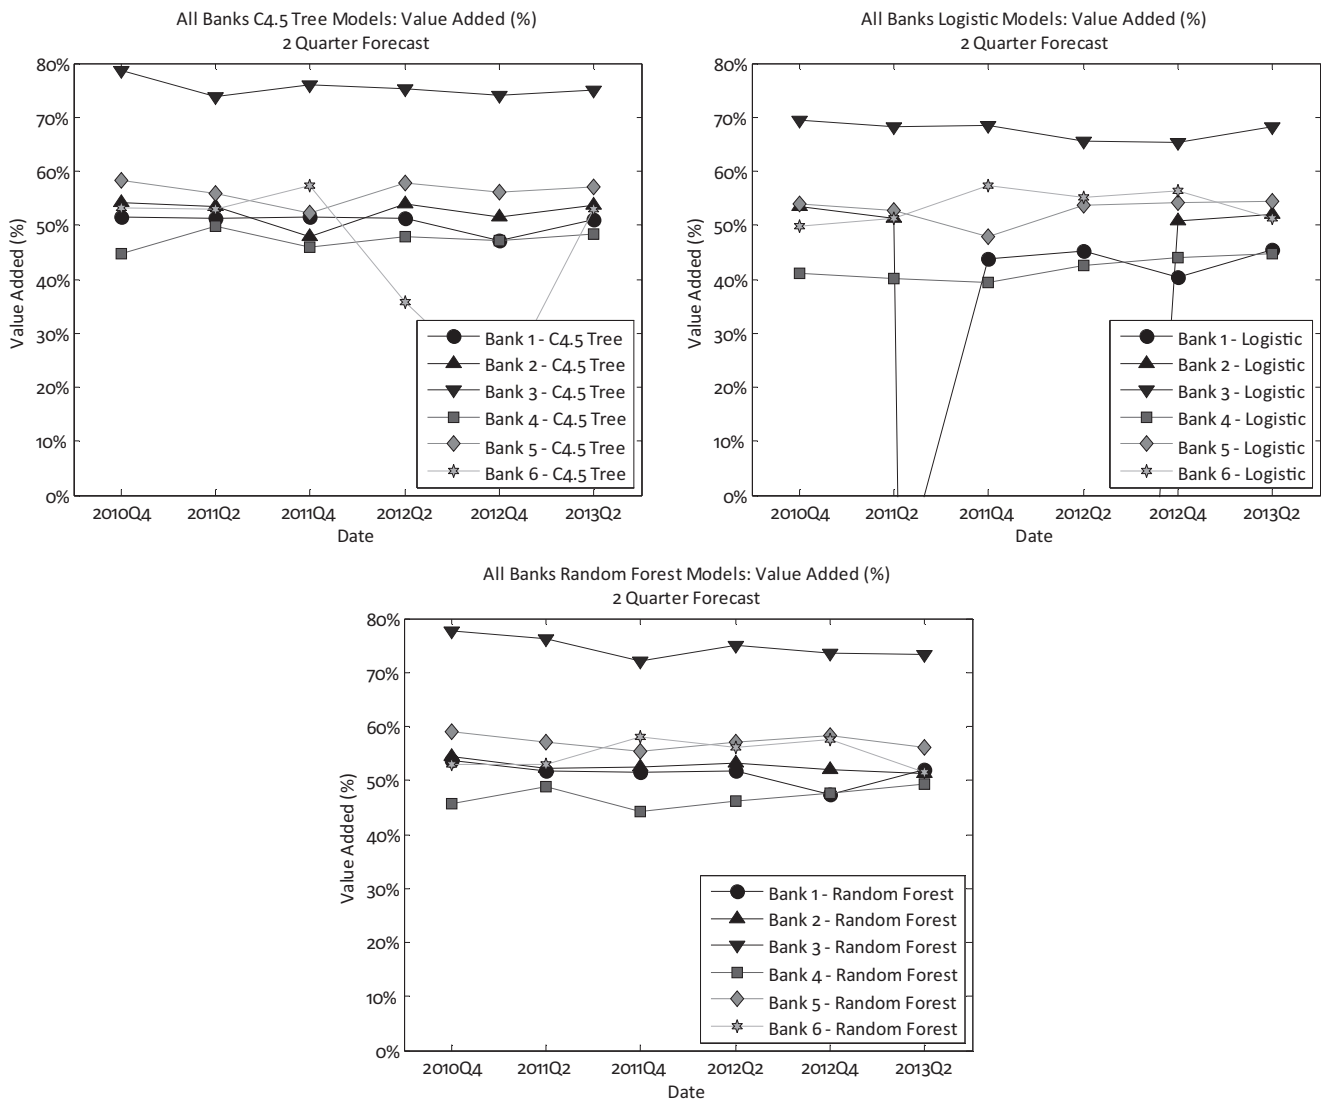 All Banks C4.5 Tree Models: Value Added (%)
2 Quarter Forecast
80%
70%
60%
50%
40%
30%
20%
10%
0%
Value Added (%)
Bank 1 - C4.5 Tree
Bank 2 - C4.5 Tree
Bank 3 - C4.5 Tree
Bank 4 - C4.5 Tree
Bank 5 - C4.5 Tree
Bank 6 - C4.5 Tree
2010Q4 2011Q2 2011Q4 2012Q2 2012Q4 2013Q2
Date
All Banks Logistic Models: Value Added (%)
2 Quarter Forecast
80%
70%
60%
50%
40%
30%
20%
10%
0%
Value Added (%)
Bank 1 - Logistic
Bank 2 - Logistic
Bank 3 - Logistic
Bank 4 - Logistic
Bank 5 - Logistic
Bank 6 - Logistic
2010Q4 2011Q2 2011Q4 2012Q2 2012Q4 2013Q2
Date
All Banks Random Forest Models: Value Added (%)
2 Quarter Forecast
80%
70%
60%
50%
40%
30%
20%
10%
0%
Value Added (%)
Bank 1 - Random Forest
Bank 2 - Random Forest
Bank 3 - Random Forest
Bank 4 - Random Forest
Bank 5 - Random Forest
Bank 6 - Random Forest
2010Q4 2011Q2 2011Q4 2012Q2 2012Q4 2013Q2
Date